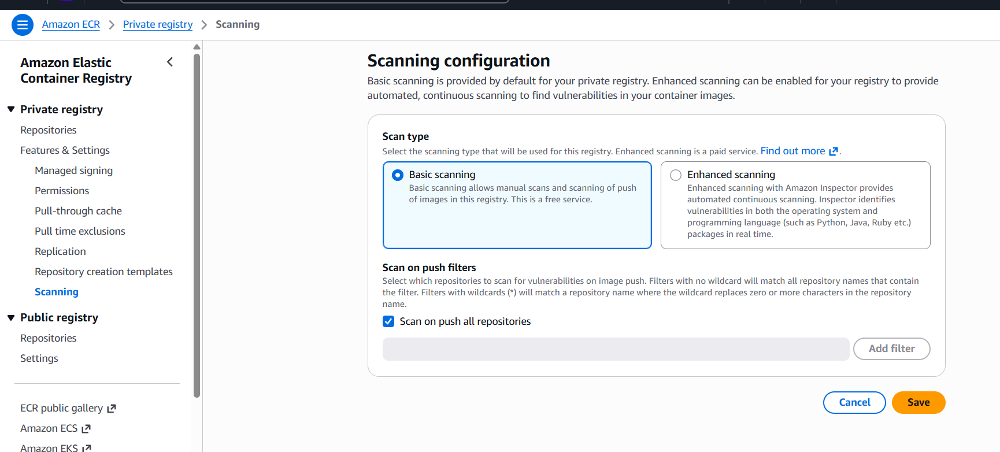 Amazon ECR > Private registry > Scanning
Amazon Elastic
Container Registry
Private registry
Repositories
Features & Settings
Managed signing
Permissions
Pull-through cache
Pull time exclusions
Replication
Repository creation templates
Scanning
Public registry
Repositories
Settings
ECR public gallery
Amazon ECS
Amazon EKS
Scanning configuration
Basic scanning is provided by default for your private registry. Enhanced scanning can be enabled for your registry to provide
automated, continuous scanning to find vulnerabilities in your container images.
Scan type
Select the scanning type that will be used for this registry. Enhanced scanning is a paid service. Find out more .
Basic scanning
Basic scanning allows manual scans and scanning of push
of images in this registry. This is a free service.
Enhanced scanning
Enhanced scanning with Amazon Inspector provides
automated continuous scanning. Inspector identifies
vulnerabilities in both the operating system and
programming language (such as Python, Java, Ruby etc.)
packages in real time.
Scan on push filters
Select which repositories to scan for vulnerabilities on image push. Filters with no wildcard will match all repository names that contain
the filter. Filters with wildcards (*) will match a repository name where the wildcard replaces zero or more characters in the repository
name.
Scan on push all repositories
Add filter
Cancel
Save